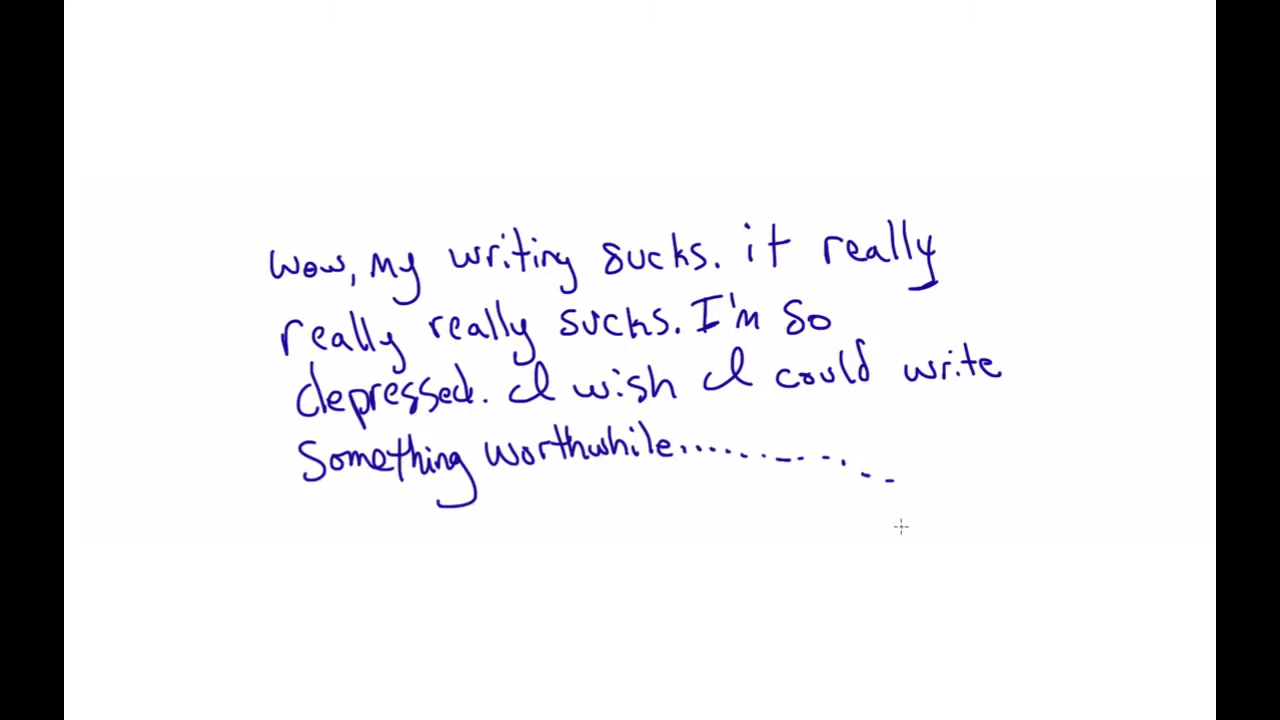 Wow, my writing sucks. it really
really really sucks. I'm so
depressed. I wish I could write
Something worthwhile..............